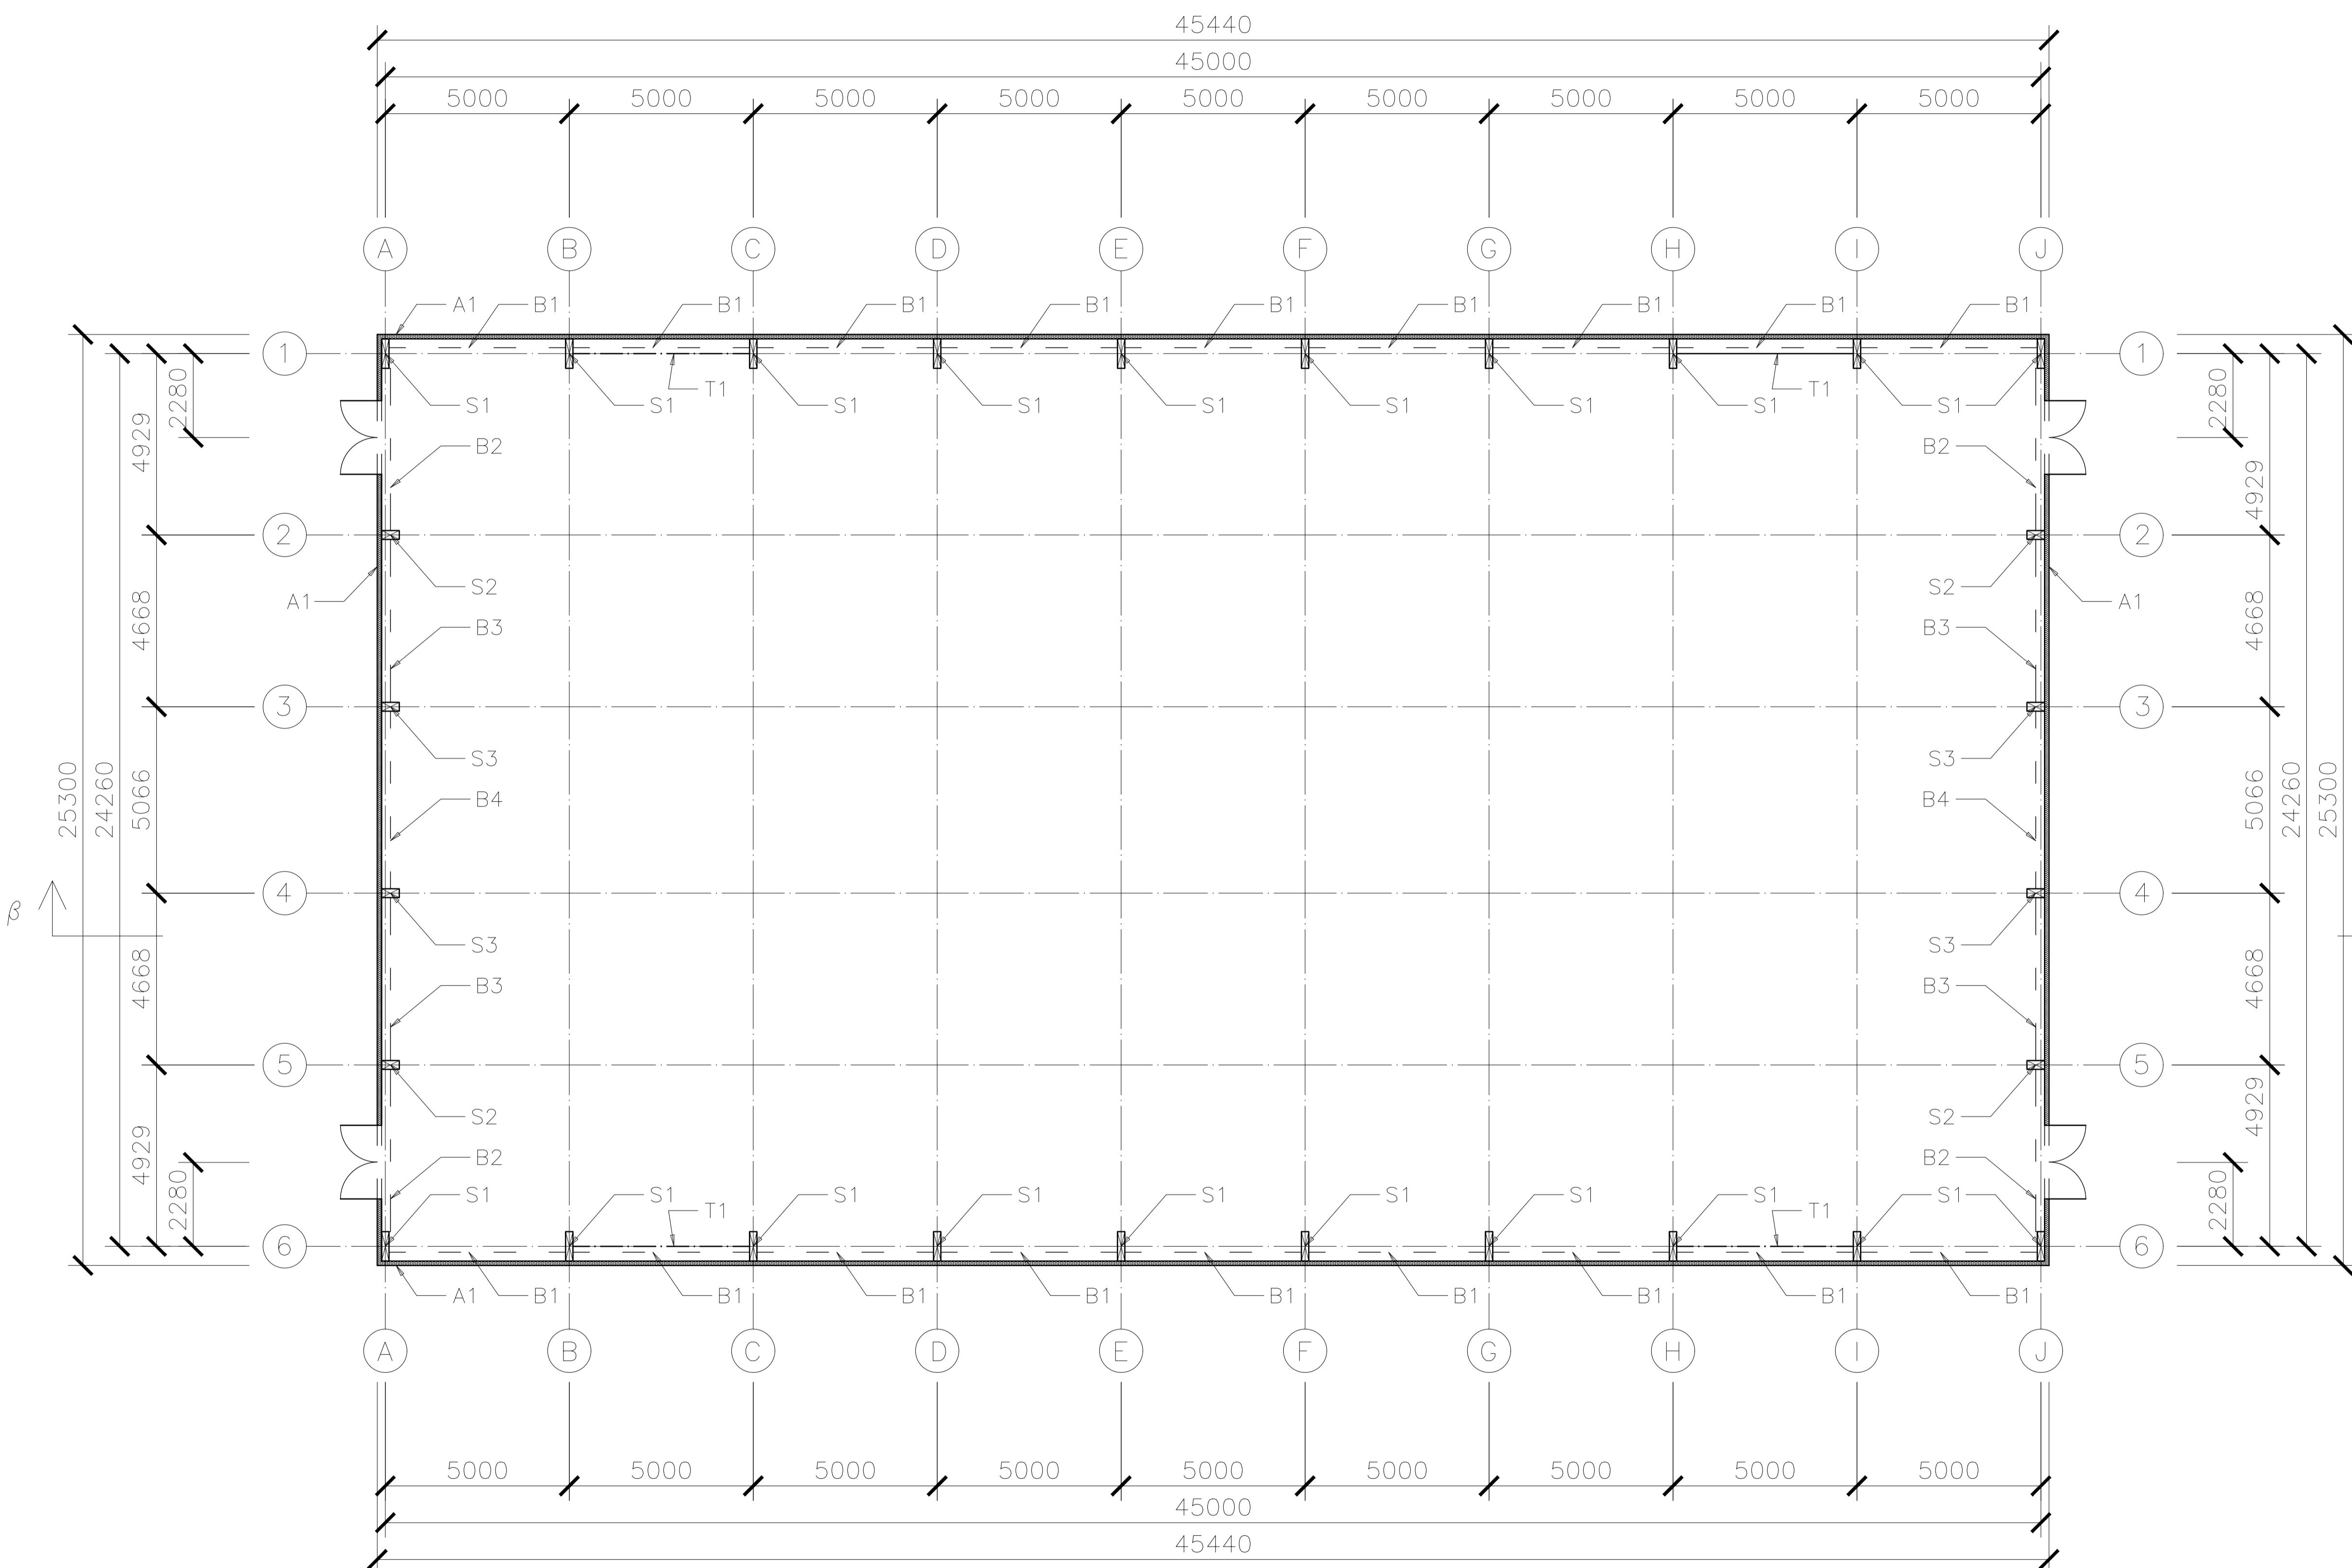 45440
45000
5000 5000 5000 5000 5000 5000 5000 5000 5000
A B C D E F G H I J
A1 B1 B1 B1 B1 B1 B1 B1 B1 B1
1 1
2280 2280
T1 T1
S1 S1 S1 S1 S1 S1 S1 S1 S1
4929 4929
B2 B2
2 2
S2 S2
A1 A1
4668 4668
B3 B3
3 3
S3 S3
25300 24260 5066 5066 24260 25300
B4 B4
4 4
β
S3 S3
4668 4668
B3 B3
5 5
S2 S2
4929 4929
B2 B2
2280 2280
S1 S1 S1 S1 S1 S1 S1 S1 S1
T1 T1
6 6
A1 B1 B1 B1 B1 B1 B1 B1 B1 B1
A B C D E F G H I J
5000 5000 5000 5000 5000 5000 5000 5000 5000
45000
45440